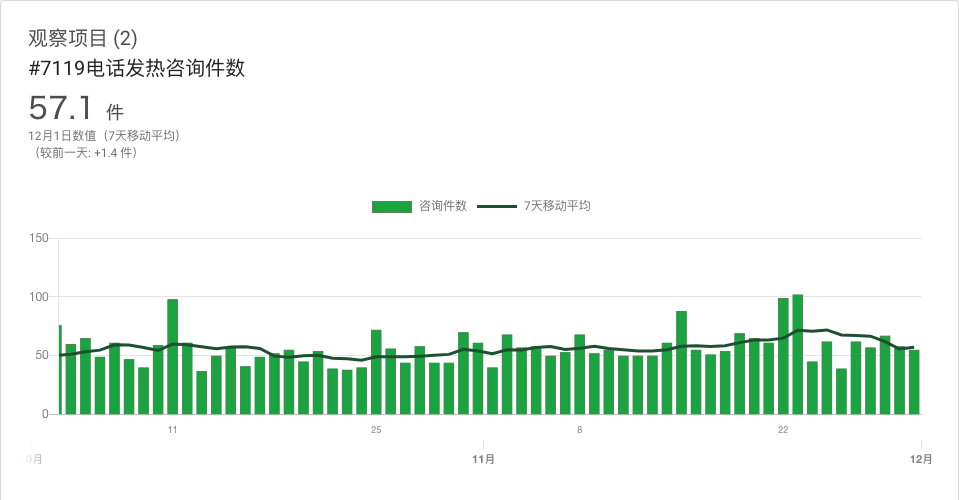 观察项目 (2)
#7119电话发热咨询件数
57.1 件
12月1日数值（7天移动平均）
（较前一天: +1.4 件）
咨询件数 7天移动平均
150
100
50
0
11 25 8 22
0月 11月 12月